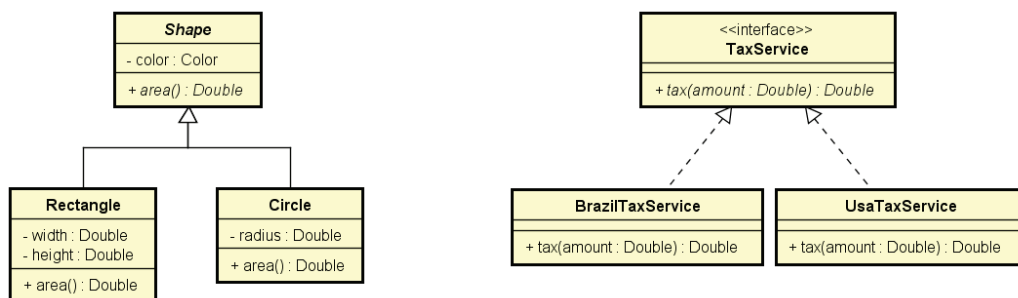 Shape
- color : Color
+ area() : Double
Rectangle
- width : Double
- height : Double
+ area() : Double
Circle
- radius : Double
+ area() : Double
<<interface>>
TaxService
+ tax(amount : Double) : Double
BrazilTaxService
+ tax(amount : Double) : Double
UsaTaxService
+ tax(amount : Double) : Double